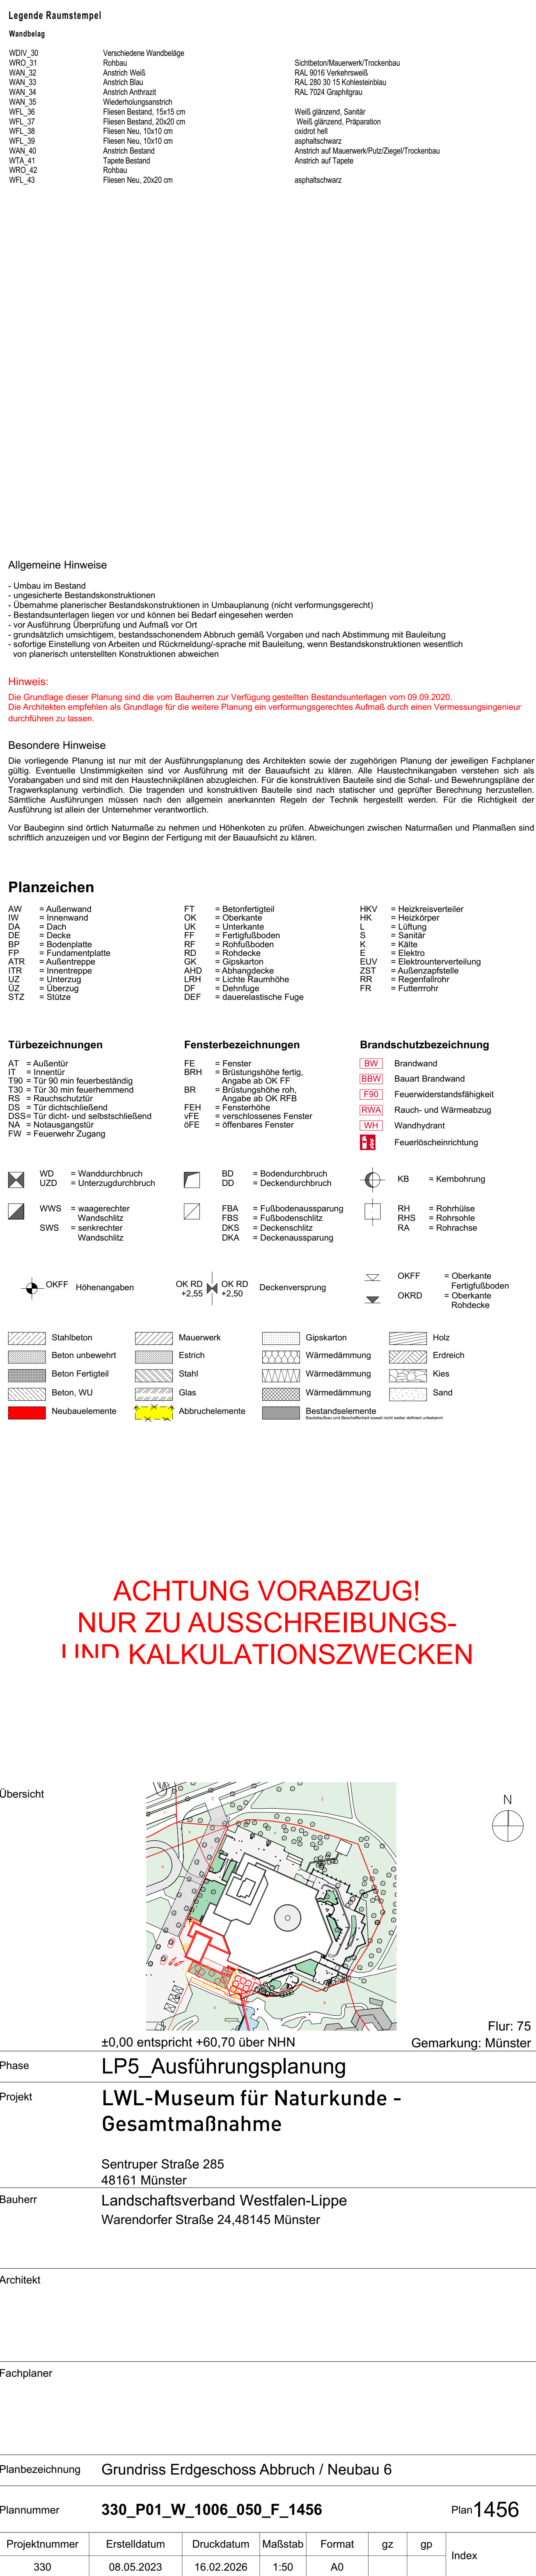 Legende Raumstempel
Wandbelag
WDIV_30 Verschiedene Wandbeläge
WRO_31 Rohbau Sichtbeton/Mauerwerk/Trockenbau
WAN_32 Anstrich Weiß RAL 9016 Verkehrsweiß
WAN_33 Anstrich Blau RAL 280 30 15 Kohlesteinblau
WAN_34 Anstrich Anthrazit RAL 7024 Graphitgrau
WAN_35 Wiederholungsanstrich
WFL_36 Fliesen Bestand, 15x15 cm Weiß glänzend, Sanitär
WFL_37 Fliesen Bestand, 20x20 cm Weiß glänzend, Präparation
WFL_38 Fliesen Neu, 10x10 cm oxidrot hell
WFL_39 Fliesen Neu, 10x10 cm asphaltschwarz
WAN_40 Anstrich Bestand Anstrich auf Mauerwerk/Putz/Ziegel/Trockenbau
WTA_41 Tapete Bestand Anstrich auf Tapete
WRO_42 Rohbau
WFL_43 Fliesen Neu, 20x20 cm asphaltschwarz
Allgemeine Hinweise
- Umbau im Bestand
- ungesicherte Bestandskonstruktionen
- Übernahme planerischer Bestandskonstruktionen in Umbauplanung (nicht verformungsgerecht)
- Bestandsunterlagen liegen vor und können bei Bedarf eingesehen werden
- vor Ausführung Überprüfung und Aufmaß vor Ort
- grundsätzlich umsichtigem, bestandsschonendem Abbruch gemäß Vorgaben und nach Abstimmung mit Bauleitung
- sofortige Einstellung von Arbeiten und Rückmeldung/-sprache mit Bauleitung, wenn Bestandskonstruktionen wesentlich
von planerisch unterstellten Konstruktionen abweichen
Hinweis:
Die Grundlage dieser Planung sind die vom Bauherren zur Verfügung gestellten Bestandsunterlagen vom 09.09.2020.
Die Architekten empfehlen als Grundlage für die weitere Planung ein verformungsgerechtes Aufmaß durch einen Vermessungsingenieur
durchführen zu lassen.
Besondere Hinweise
Die vorliegende Planung ist nur mit der Ausführungsplanung des Architekten sowie der zugehörigen Planung der jeweiligen Fachplaner
gültig. Eventuelle Unstimmigkeiten sind vor Ausführung mit der Bauaufsicht zu klären. Alle Haustechnikangaben verstehen sich als
Vorabangaben und sind mit den Haustechnikplänen abzugleichen. Für die konstruktiven Bauteile sind die Schal- und Bewehrungspläne der
Tragwerksplanung verbindlich. Die tragenden und konstruktiven Bauteile sind nach statischer und geprüfter Berechnung herzustellen.
Sämtliche Ausführungen müssen nach den allgemein anerkannten Regeln der Technik hergestellt werden. Für die Richtigkeit der
Ausführung ist allein der Unternehmer verantwortlich.
Vor Baubeginn sind örtlich Naturmaße zu nehmen und Höhenkoten zu prüfen. Abweichungen zwischen Naturmaßen und Planmaßen sind
schriftlich anzuzeigen und vor Beginn der Fertigung mit der Bauaufsicht zu klären.
Planzeichen
AW = Außenwand FT = Betonfertigteil HKV = Heizkreisverteiler
IW = Innenwand OK = Oberkante HK = Heizkörper
DA = Dach UK = Unterkante L = Lüftung
DE = Decke FF = Fertigfußboden S = Sanitär
BP = Bodenplatte RF = Rohfußboden K = Kälte
FP = Fundamentplatte RD = Rohdecke E = Elektro
ATR = Außentreppe GK = Gipskarton EUV = Elektrounterverteilung
ITR = Innentreppe AHD = Abhangdecke ZST = Außenzapfstelle
UZ = Unterzug LRH = Lichte Raumhöhe RR = Regenfallrohr
ÜZ = Überzug DF = Dehnfuge FR = Futterrrohr
STZ = Stütze DEF = dauerelastische Fuge
Türbezeichnungen Fensterbezeichnungen Brandschutzbezeichnung
AT = Außentür
IT = Innentür
T90 = Tür 90 min feuerbeständig
T30 = Tür 30 min feuerhemmend
RS = Rauchschutztür
DS = Tür dichtschließend
DSS= Tür dicht- und selbstschließend
NA = Notausgangstür
FW = Feuerwehr Zugang
FE = Fenster
BRH = Brüstungshöhe fertig,
Angabe ab OK FF
BR = Brüstungshöhe roh,
Angabe ab OK RFB
FEH = Fensterhöhe
vFE = verschlossenes Fenster
öFE = öffenbares Fenster
BW Brandwand
BBW Bauart Brandwand
F90 Feuerwiderstandsfähigkeit
RWA Rauch- und Wärmeabzug
WH Wandhydrant
Feuerlöscheinrichtung
WD = Wanddurchbruch
UZD = Unterzugdurchbruch
BD = Bodendurchbruch
DD = Deckendurchbruch
KB = Kernbohrung
WWS = waagerechter
Wandschlitz
SWS = senkrechter
Wandschlitz
FBA = Fußbodenaussparung
FBS = Fußbodenschlitz
DKS = Deckenschlitz
DKA = Deckenaussparung
RH = Rohrhülse
RHS = Rohrsohle
RA = Rohrachse
OKFF Höhenangaben
OK RD OK RD
+2,55 +2,50
Deckenversprung
OKFF = Oberkante
Fertigfußboden
OKRD = Oberkante
Rohdecke
Stahlbeton Mauerwerk Gipskarton Holz
Beton unbewehrt Estrich Wärmedämmung Erdreich
Beton Fertigteil Stahl Wärmedämmung Kies
Beton, WU Glas Wärmedämmung Sand
Neubauelemente Abbruchelemente Bestandselemente
Bauteilaufbau und Beschaffenheit soweit nicht weiter definiert unbekannt.
ACHTUNG VORABZUG!
NUR ZU AUSSCHREIBUNGS-
UND KALKULATIONSZWECKEN
Übersicht
N
Flur: 75
±0,00 entspricht +60,70 über NHN Gemarkung: Münster
Phase LP5_Ausführungsplanung
Projekt LWL-Museum für Naturkunde -
Gesamtmaßnahme
Sentruper Straße 285
48161 Münster
Bauherr Landschaftsverband Westfalen-Lippe
Warendorfer Straße 24,48145 Münster
Architekt
Fachplaner
Planbezeichnung Grundriss Erdgeschoss Abbruch / Neubau 6
Plannummer 330_P01_W_1006_050_F_1456 Plan 1456
Projektnummer Erstelldatum Druckdatum Maßstab Format gz gp Index
330 08.05.2023 16.02.2026 1:50 A0